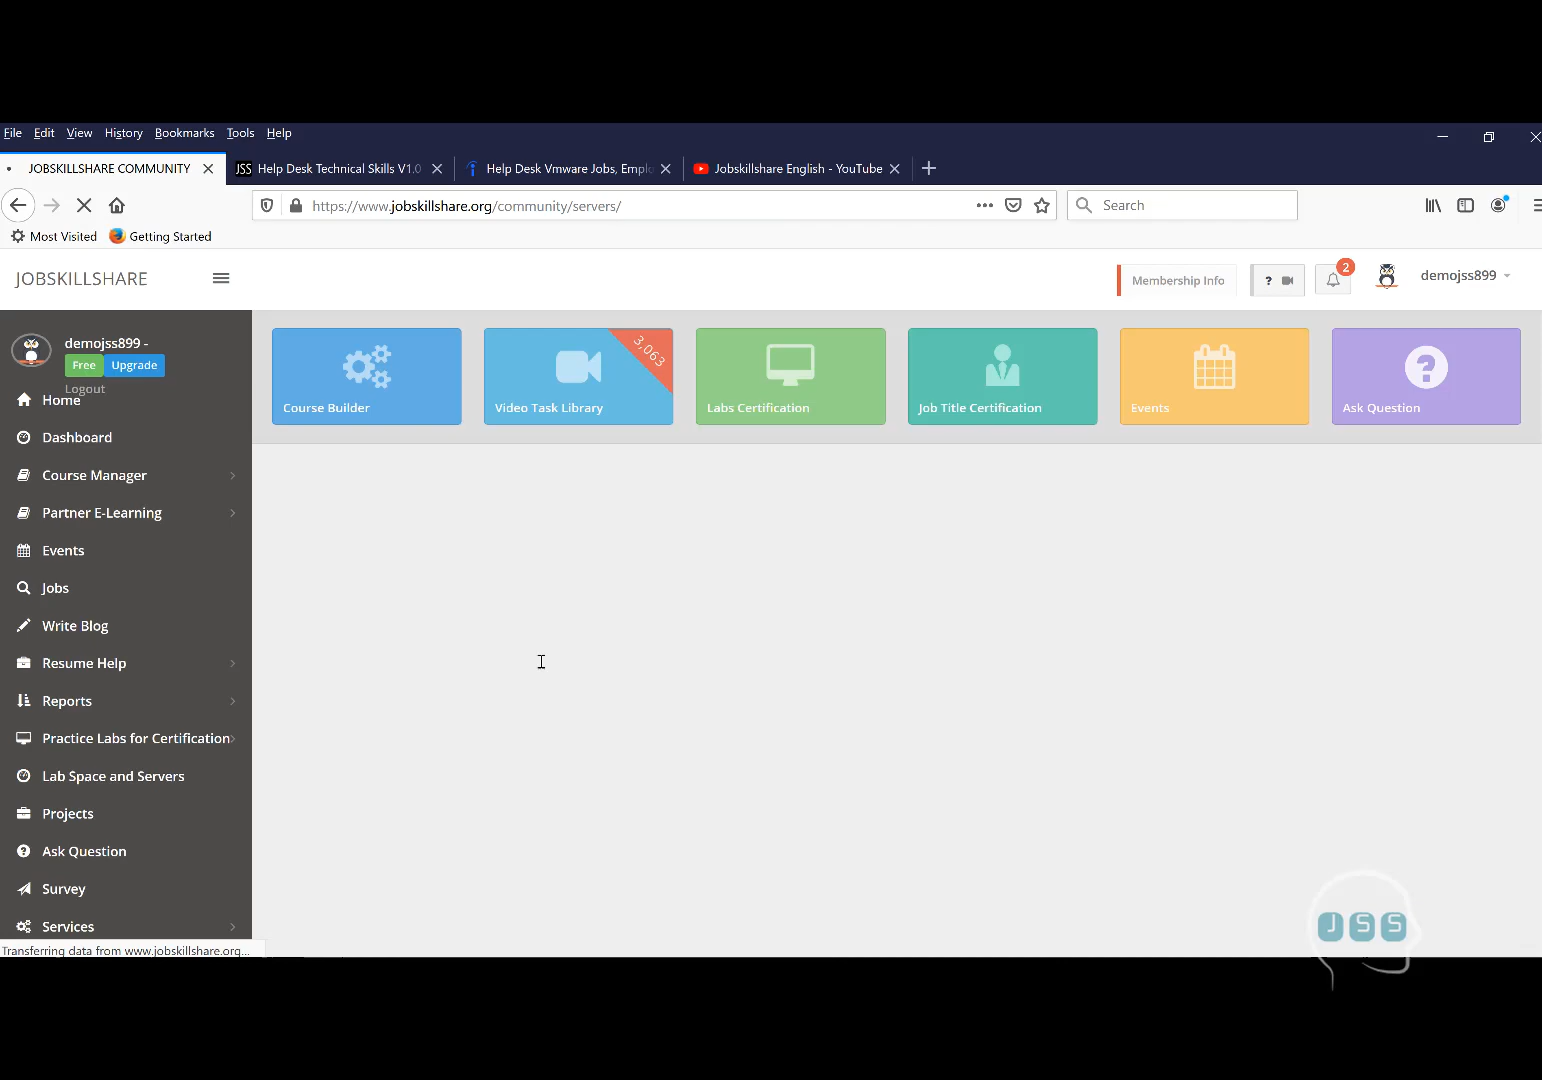 File Edit View History Bookmarks Tools Help
JOBSKILLSHARE COMMUNITY
JSS Help Desk Technical Skills V1.0
Help Desk Vmware Jobs, Emplo
Jobskillshare English - YouTube
https://www.jobskillshare.org/community/servers/
Search
Most Visited Getting Started
JOBSKILLSHARE
Membership Info
?
2
demojss899
demojss899 -
Free Upgrade
Logout
Home
Dashboard
Course Manager
Partner E-Learning
Events
Jobs
Write Blog
Resume Help
Reports
Practice Labs for Certification
Lab Space and Servers
Projects
Ask Question
Survey
Services
Course Builder
3,063
Video Task Library
Labs Certification
Job Title Certification
Events
?
Ask Question
Transferring data from www.jobskillshare.org...
JSS